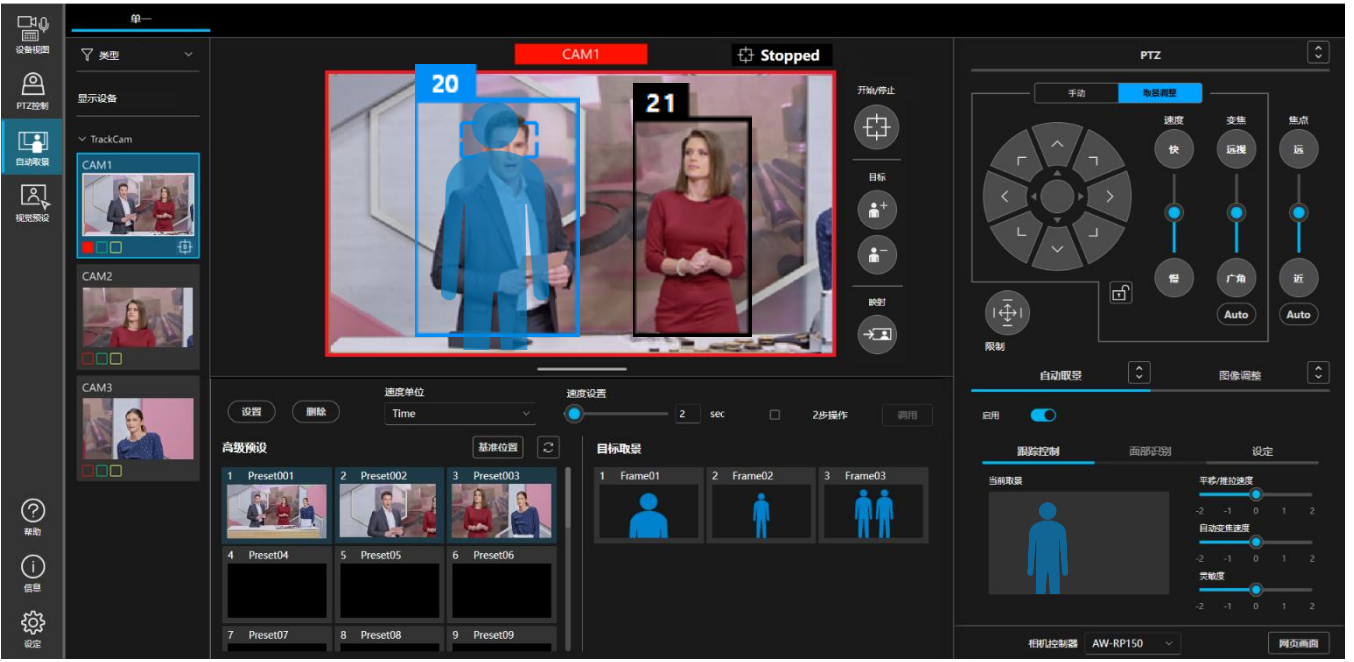 设备视图
PTZ控制
自动取景
视觉预设
帮助
信息
设定
单一
类型
显示设备
TrackCam
CAM1
CAM2
CAM3
CAM1
Stopped
20
21
开始/停止
目标
映射
设置
删除
速度单位
Time
速度设置
2 sec
2步操作
调用
高级预设
基准位置
1 Preset001
2 Preset002
3 Preset003
4 Preset04
5 Preset05
6 Preset06
7 Preset07
8 Preset08
9 Preset09
目标取景
1 Frame01
2 Frame02
3 Frame03
PTZ
手动
取景调整
速度
变焦
焦点
快
远视
远
慢
广角
近
Auto
Auto
限制
自动取景
图像调整
启用
跟踪控制
面部识别
设定
当前取景
平移/推拉速度
-2 -1 0 1 2
自动变焦速度
-2 -1 0 1 2
灵敏度
-2 -1 0 1 2
相机控制器
AW-RP150
网页画面